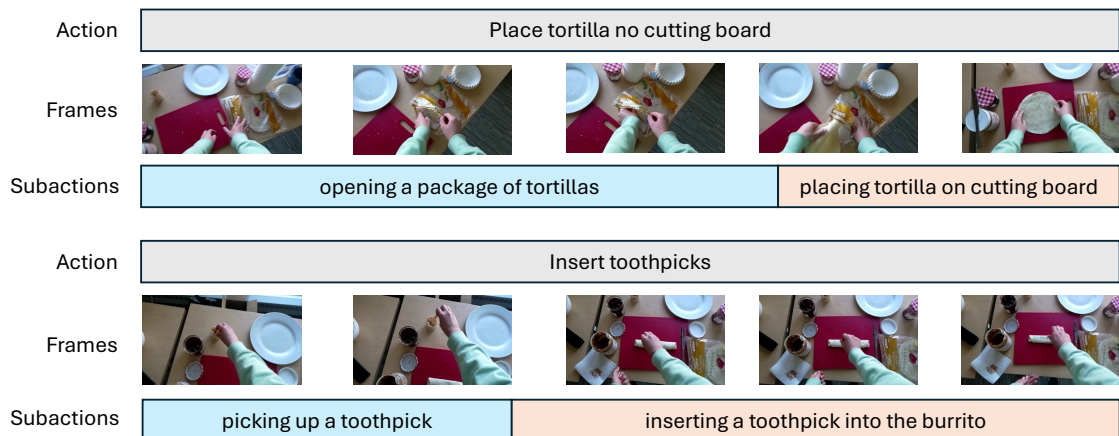 Action
Place tortilla no cutting board
Frames
Subactions
opening a package of tortillas
placing tortilla on cutting board
Action
Insert toothpicks
Frames
Subactions
picking up a toothpick
inserting a toothpick into the burrito